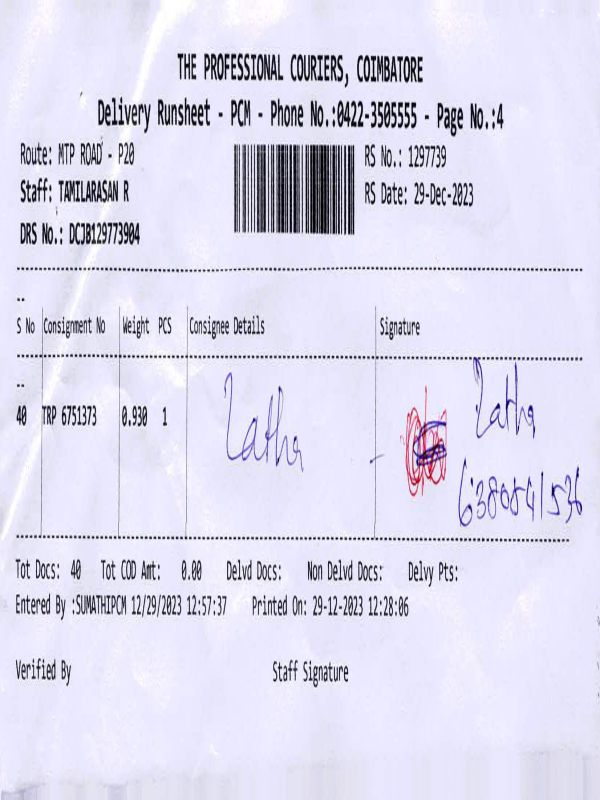 THE PROFESSIONAL COURIERS, COIMBATORE
Delivery Runsheet - PCM - Phone No.:0422-3505555 - Page No.:4
Route: MTP ROAD - P20 RS No.: 1297739
Staff: TAMILARASAN R RS Date: 29-Dec-2023
DRS No.: DCJB129773904
--
S No Consignment No Weight PCS Consignee Details Signature
--
40 TRP 6751373 0.930 1 Latha - Latha
6380841536
Tot Docs: 40 Tot COD Amt: 0.00 Delvd Docs: Non Delvd Docs: Delvy Pts:
Entered By :SUMATHIPCM 12/29/2023 12:57:37 Printed On: 29-12-2023 12:28:06
Verified By Staff Signature